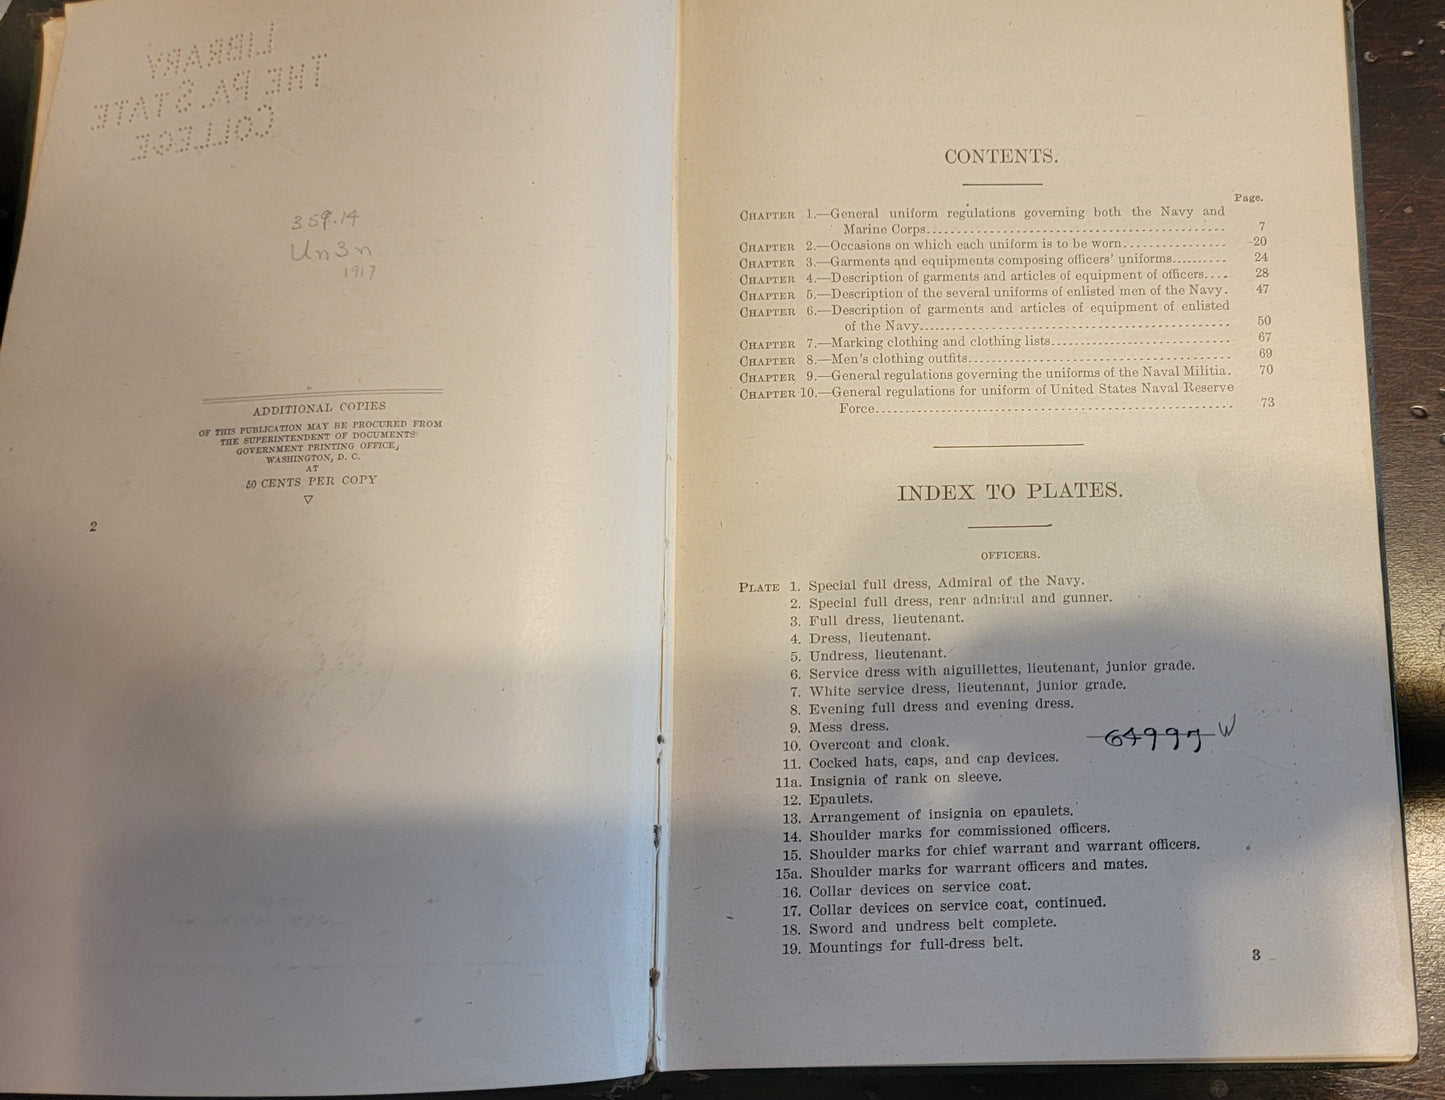 LIBRARY
THE PA. STATE
COLLEGE
359.14
Un3n
1917
ADDITIONAL COPIES
OF THIS PUBLICATION MAY BE PROCURED FROM
THE SUPERINTENDENT OF DOCUMENTS
GOVERNMENT PRINTING OFFICE,
WASHINGTON, D. C.
AT
50 CENTS PER COPY
▽
2
CONTENTS.
Page.
CHAPTER 1.—General uniform regulations governing both the Navy and
Marine Corps........................................................ 7
CHAPTER 2.—Occasions on which each uniform is to be worn................ 20
CHAPTER 3.—Garments and equipments composing officers' uniforms......... 24
CHAPTER 4.—Description of garments and articles of equipment of officers.... 28
CHAPTER 5.—Description of the several uniforms of enlisted men of the Navy. 47
CHAPTER 6.—Description of garments and articles of equipment of enlisted
of the Navy.......................................................... 50
CHAPTER 7.—Marking clothing and clothing lists............................... 67
CHAPTER 8.—Men's clothing outfits............................................. 69
CHAPTER 9.—General regulations governing the uniforms of the Naval Militia. 70
CHAPTER 10.—General regulations for uniform of United States Naval Reserve
Force................................................................ 73
INDEX TO PLATES.
OFFICERS.
PLATE 1. Special full dress, Admiral of the Navy.
2. Special full dress, rear admiral and gunner.
3. Full dress, lieutenant.
4. Dress, lieutenant.
5. Undress, lieutenant.
6. Service dress with aiguillettes, lieutenant, junior grade.
7. White service dress, lieutenant, junior grade.
8. Evening full dress and evening dress.
9. Mess dress.
10. Overcoat and cloak.
64997 W
11. Cocked hats, caps, and cap devices.
11a. Insignia of rank on sleeve.
12. Epaulets.
13. Arrangement of insignia on epaulets.
14. Shoulder marks for commissioned officers.
15. Shoulder marks for chief warrant and warrant officers.
15a. Shoulder marks for warrant officers and mates.
16. Collar devices on service coat.
17. Collar devices on service coat, continued.
18. Sword and undress belt complete.
19. Mountings for full-dress belt.
3